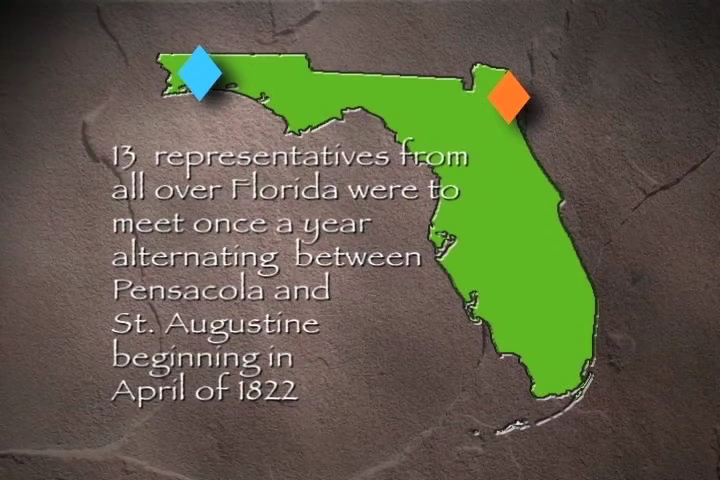 13 representatives from
all over Florida were to
meet once a year
alternating between
Pensacola and
St. Augustine
beginning in
April of 1822